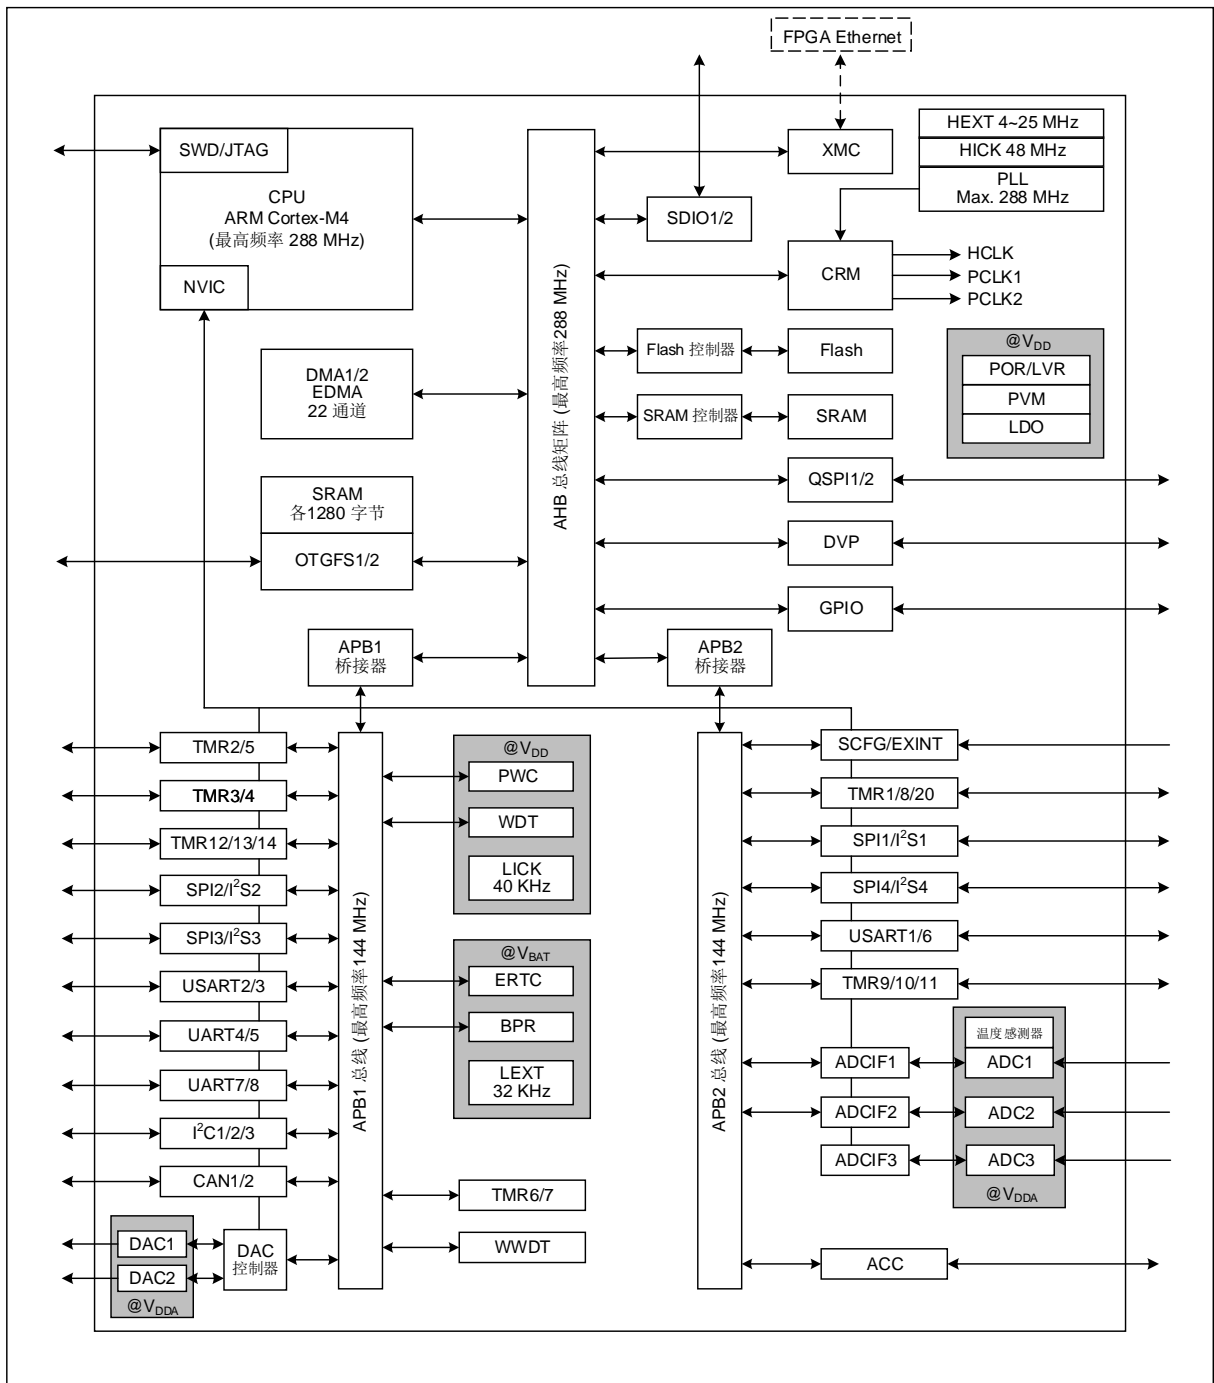 FPGA Ethernet
SWD/JTAG
CPU
ARM Cortex-M4
(最高频率 288 MHz)
NVIC
DMA1/2
EDMA
22 通道
SRAM
各1280 字节
OTGFS1/2
APB1
桥接器
AHB 总线矩阵 (最高频率288 MHz)
XMC
SDIO1/2
CRM
HEXT 4~25 MHz
HICK 48 MHz
PLL
Max. 288 MHz
HCLK
PCLK1
PCLK2
Flash 控制器
Flash
SRAM 控制器
SRAM
@VDD
POR/LVR
PVM
LDO
QSPI1/2
DVP
GPIO
APB2
桥接器
TMR2/5
TMR3/4
TMR12/13/14
SPI2/I²S2
SPI3/I²S3
USART2/3
UART4/5
UART7/8
I²C1/2/3
CAN1/2
DAC1
DAC2
@VDDA
DAC
控制器
APB1 总线 (最高频率144 MHz)
@VDD
PWC
WDT
LICK
40 KHz
@VBAT
ERTC
BPR
LEXT
32 KHz
TMR6/7
WWDT
APB2 总线 (最高频率144 MHz)
SCFG/EXINT
TMR1/8/20
SPI1/I²S1
SPI4/I²S4
USART1/6
TMR9/10/11
ADCIF1
ADCIF2
ADCIF3
温度感测器
ADC1
ADC2
ADC3
@VDDA
ACC